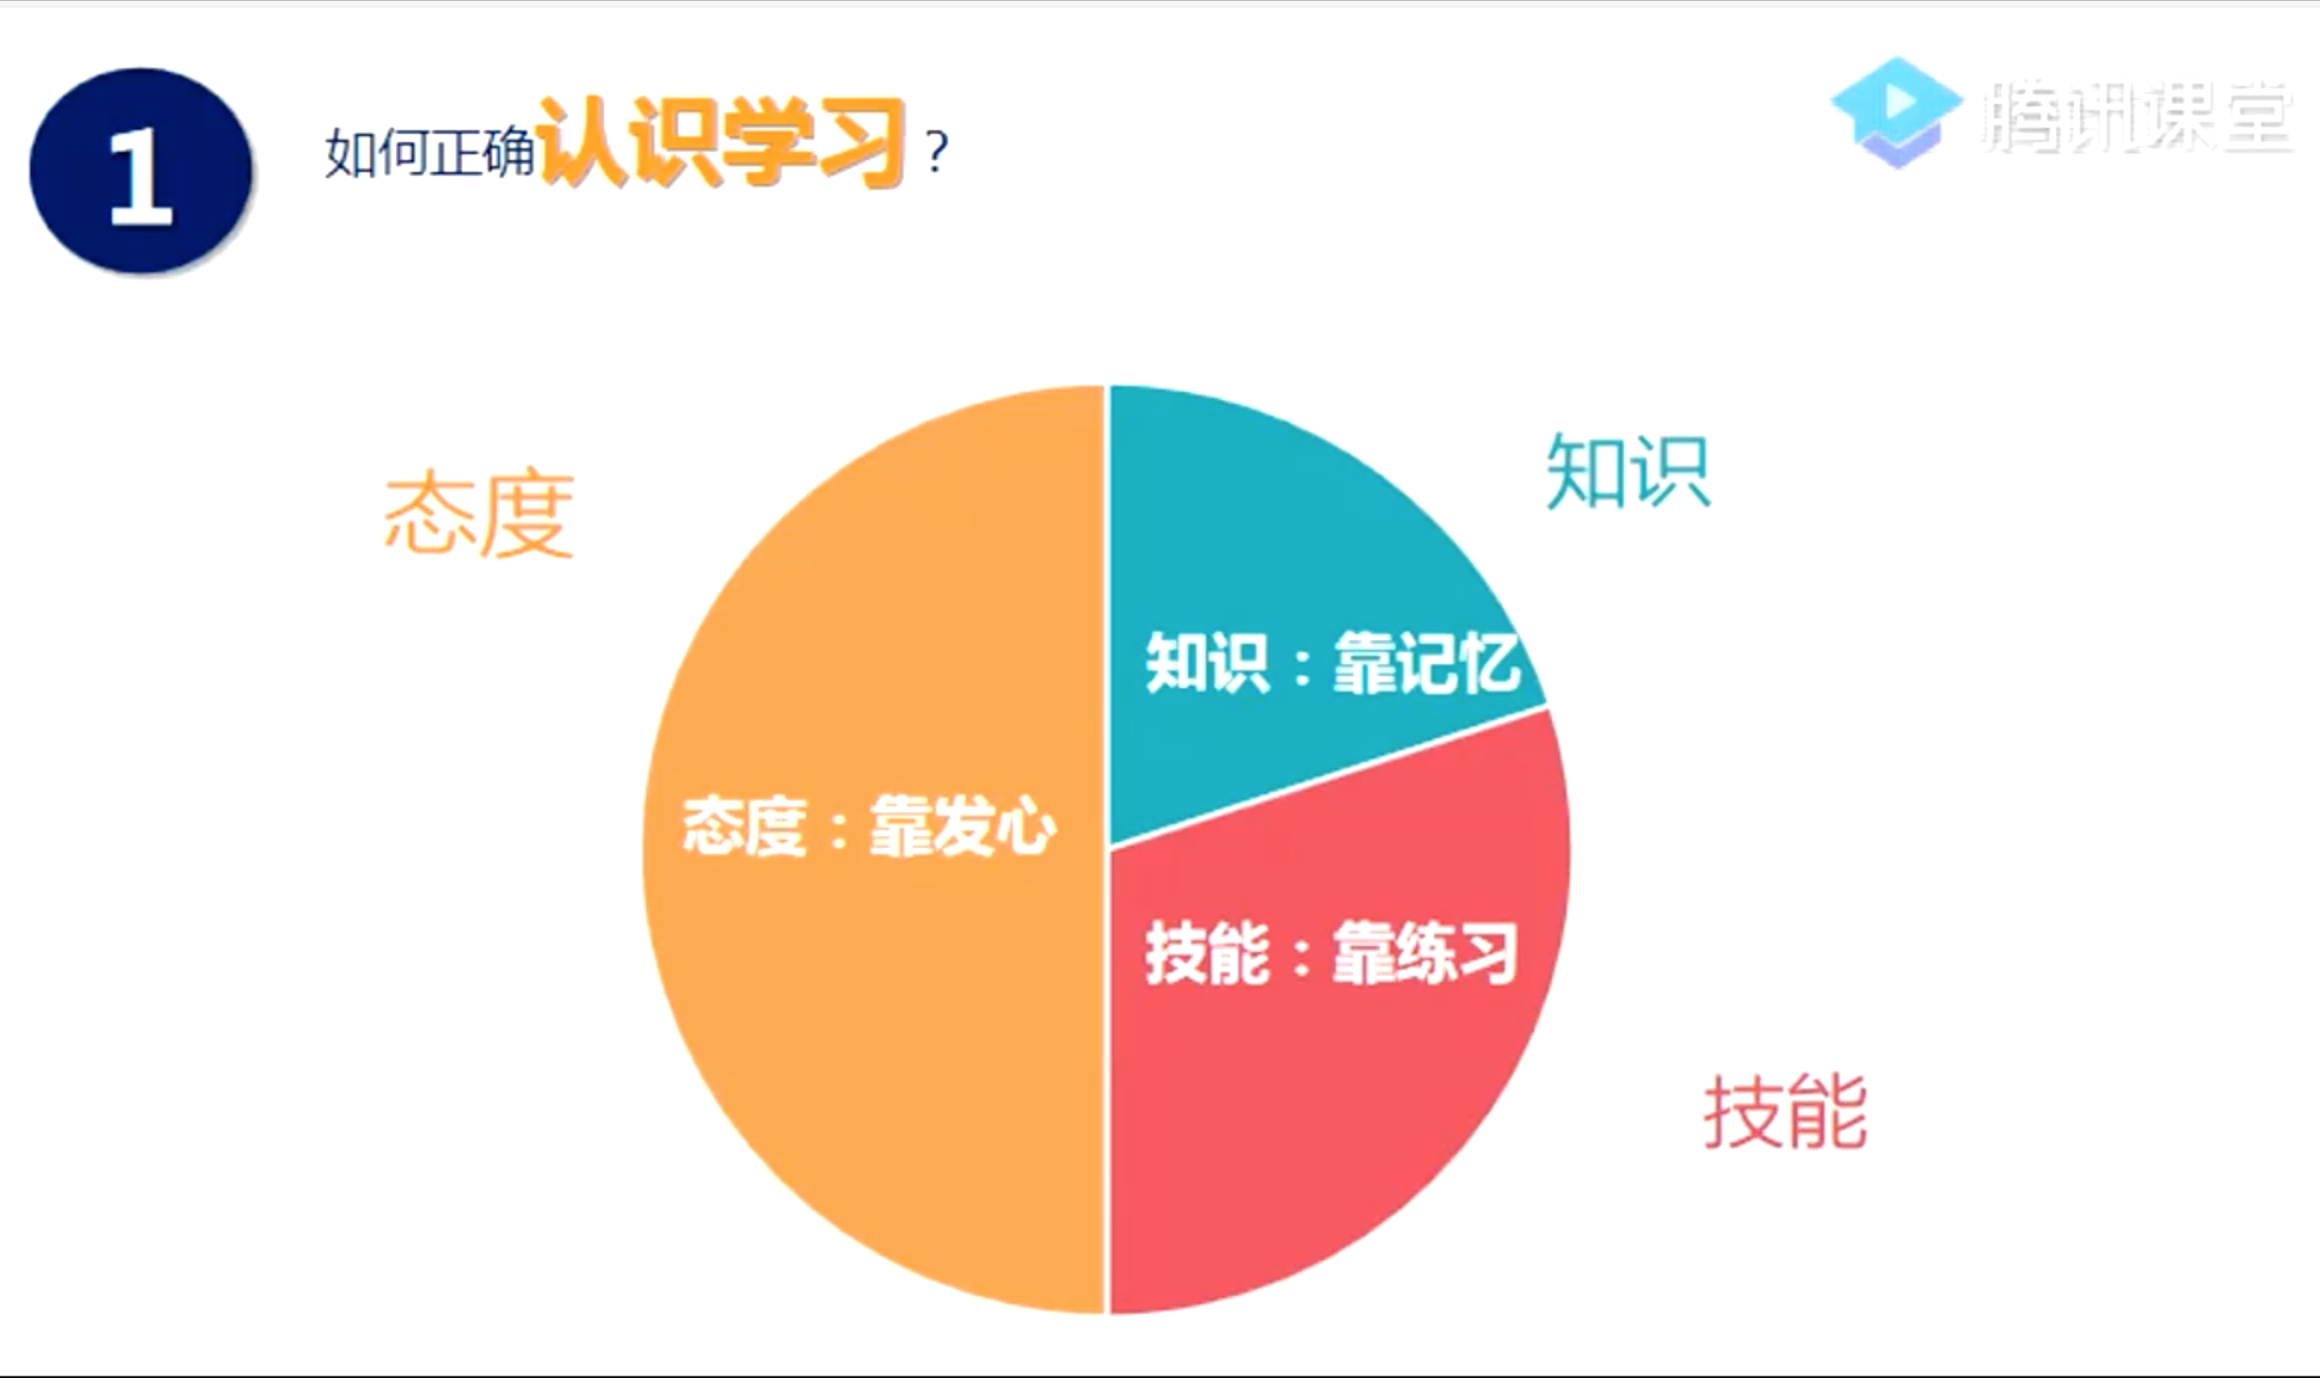 1
如何正确认识学习？
腾讯课堂
态度
知识
知识：靠记忆
态度：靠发心
技能：靠练习
技能